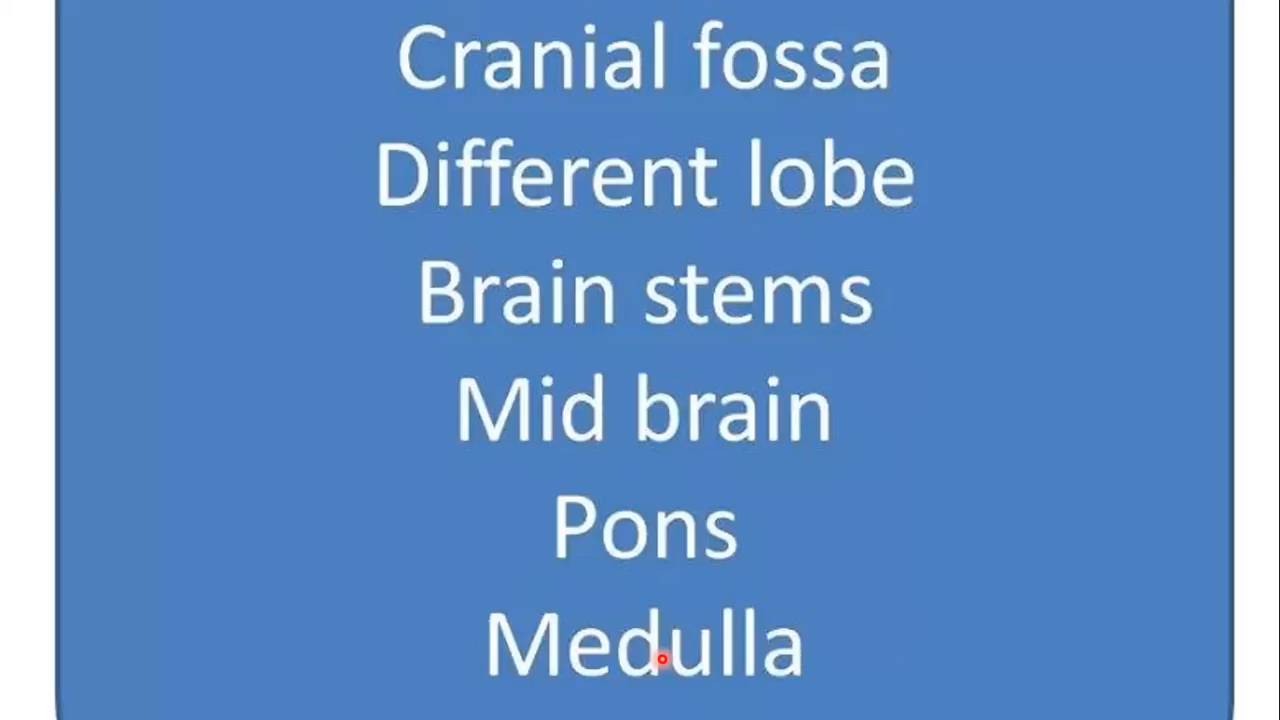 Cranial fossa
Different lobe
Brain stems
Mid brain
Pons
Medulla